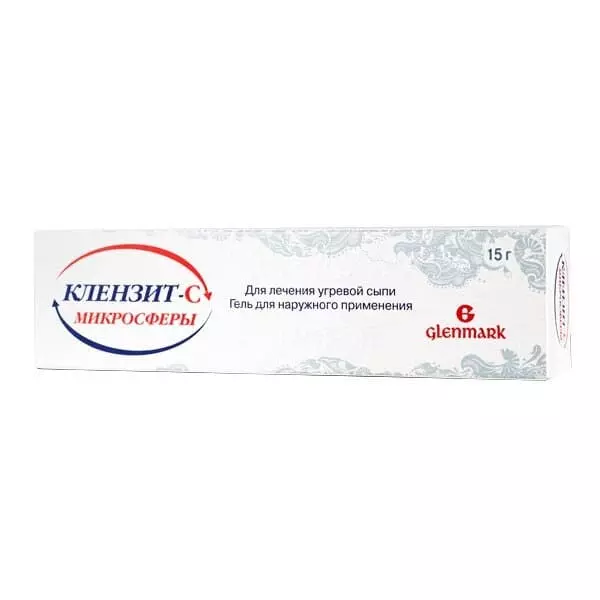 КЛЕНЗИТ-С
МИКРОСФЕРЫ
Для лечения угревой сыпи
Гель для наружного применения
15 г
G
Glenmark